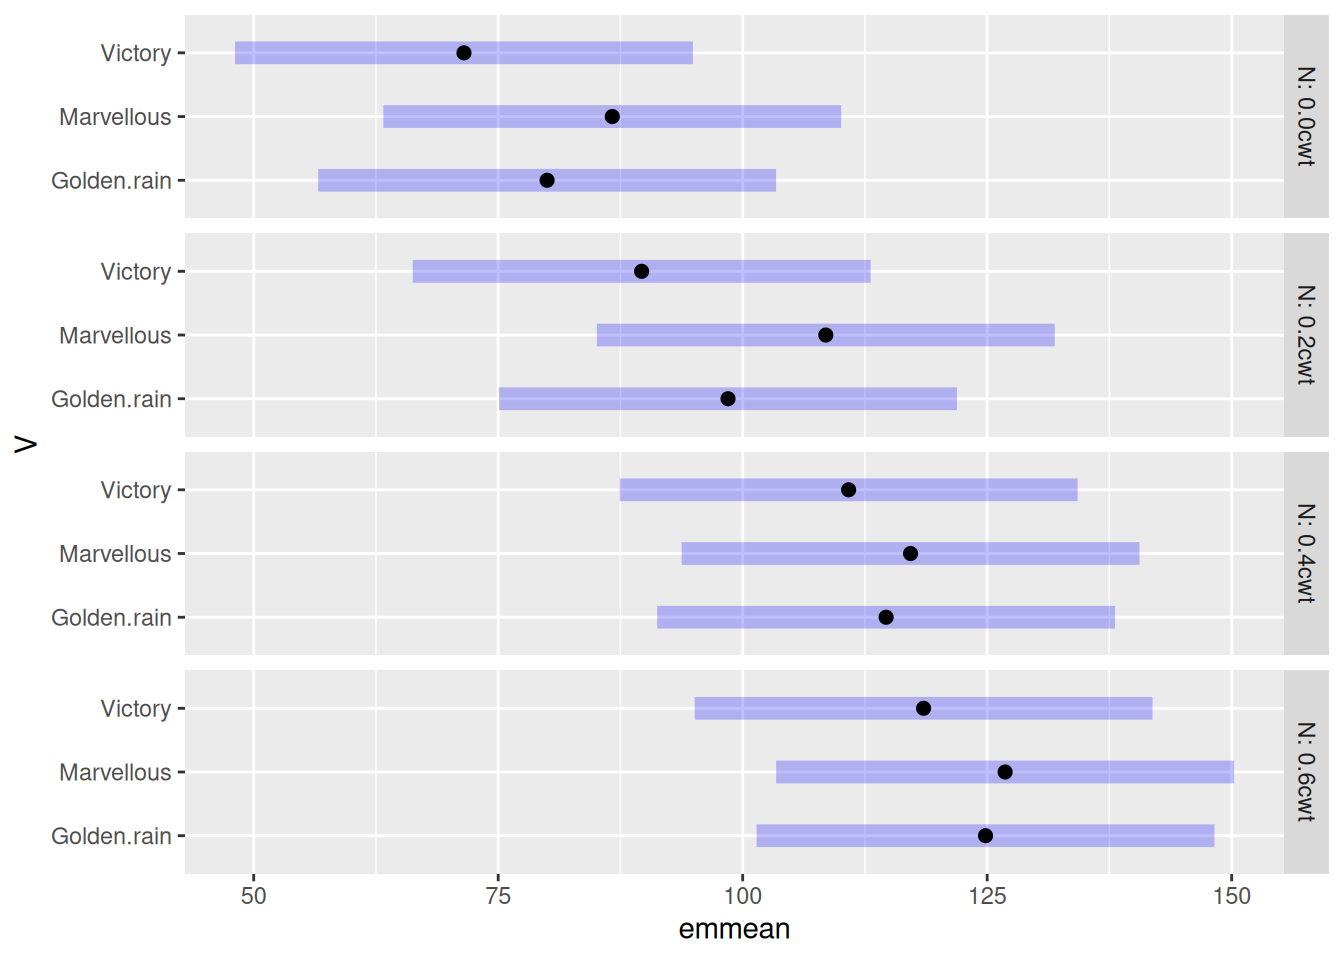 Victory
Marvellous
Golden.rain
N: 0.0cwt
Victory
Marvellous
Golden.rain
N: 0.2cwt
V
Victory
Marvellous
Golden.rain
N: 0.4cwt
Victory
Marvellous
Golden.rain
N: 0.6cwt
50 75 100 125 150
emmean